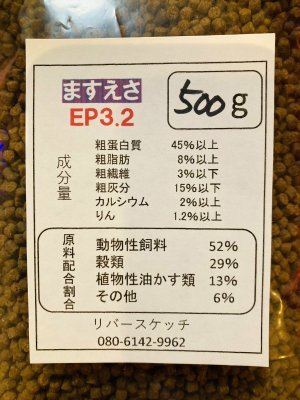 ますえさ
EP3.2
500g
成分量
粗蛋白質 45%以上
粗脂肪 8%以上
粗繊維 3%以下
粗灰分 15%以下
カルシウム 2%以上
りん 1.2%以上
原料配合割合
動物性飼料 52%
穀類 29%
植物性油かす類 13%
その他 6%
リバースケッチ
080-6142-9962